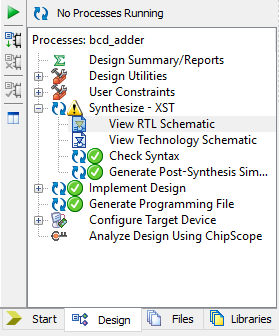 No Processes Running
Processes: bcd_adder
Design Summary/Reports
Design Utilities
User Constraints
Synthesize - XST
View RTL Schematic
View Technology Schematic
Check Syntax
Generate Post-Synthesis Sim...
Implement Design
Generate Programming File
Configure Target Device
Analyze Design Using ChipScope
Start Design Files Libraries